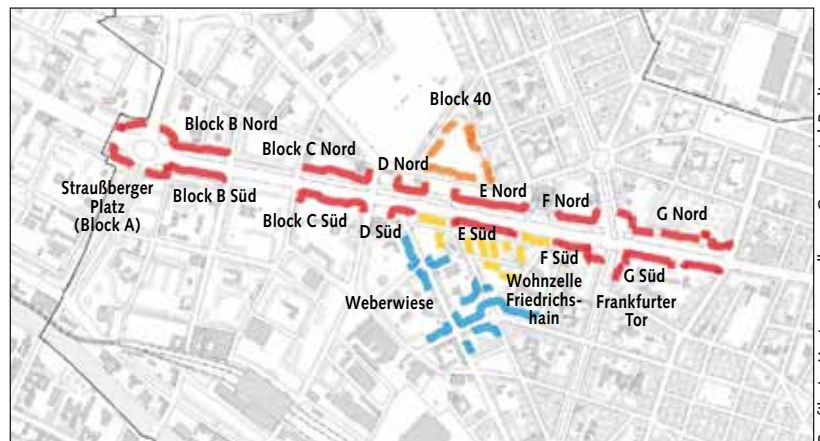 Block 40
Block B Nord
Block C Nord
D Nord
E Nord
F Nord
G Nord
Straußberger
Platz
(Block A)
Block B Süd
Block C Süd
D Süd
E Süd
F Süd
G Süd
Weberwiese
Wohnzelle
Friedrichs-
hain
Frankfurter
Tor